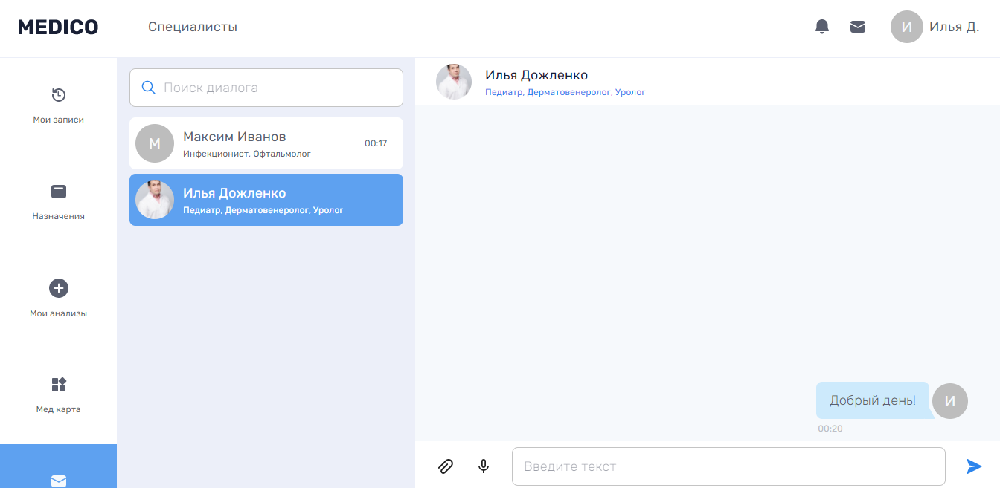 MEDICO
Специалисты
И
Илья Д.
Мои записи
Назначения
Мои анализы
Мед карта
Поиск диалога
М
Максим Иванов
Инфекционист, Офтальмолог
00:17
Илья Дожленко
Педиатр, Дерматовенеролог, Уролог
Илья Дожленко
Педиатр, Дерматовенеролог, Уролог
Добрый день!
И
00:20
Введите текст